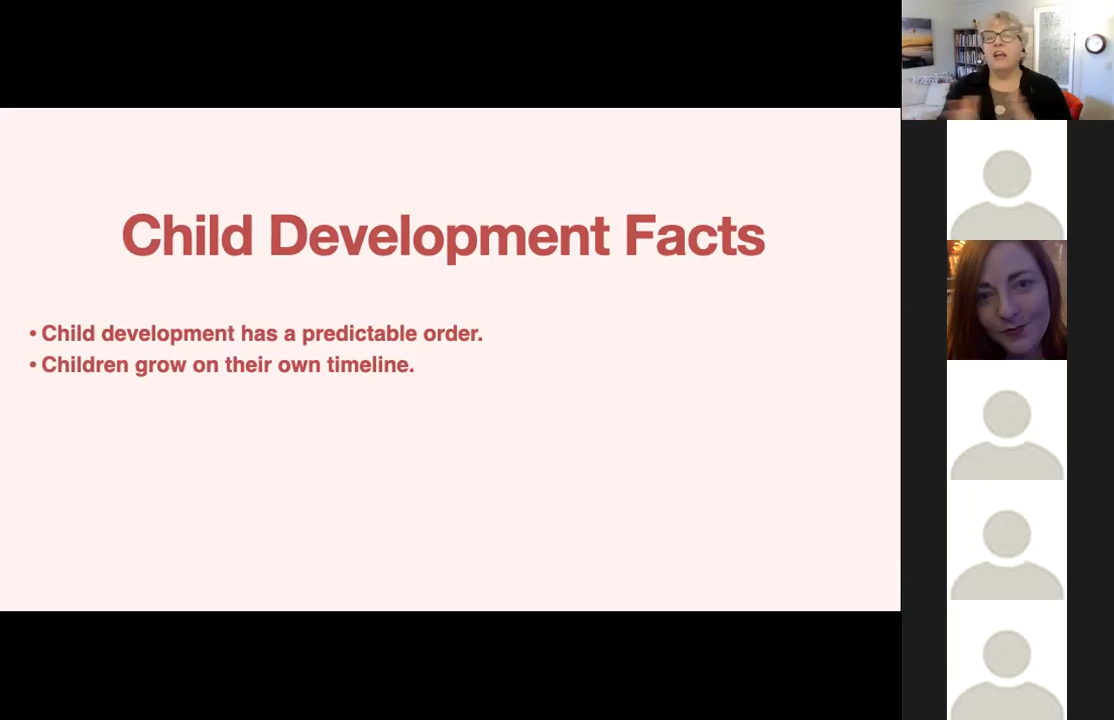 Child Development Facts
• Child development has a predictable order.
• Children grow on their own timeline.